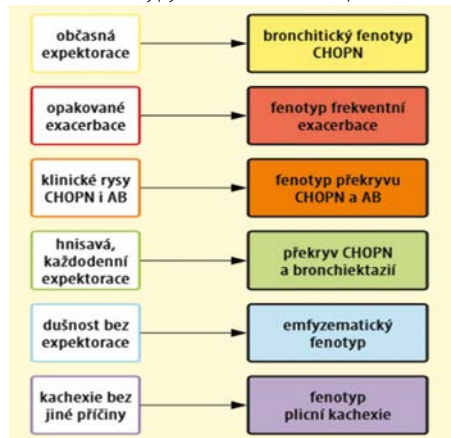 občasná
expektorace
bronchitický fenotyp
CHOPN
opakované
exacerbace
fenotyp frekventní
exacerbace
klinické rysy
CHOPN i AB
fenotyp překryvu
CHOPN a AB
hnisavá,
každodenní
expektorace
překryv CHOPN
a bronchiektazií
dušnost bez
expektorace
emfyzematický
fenotyp
kachexie bez
jiné příčiny
fenotyp
plicní kachexie